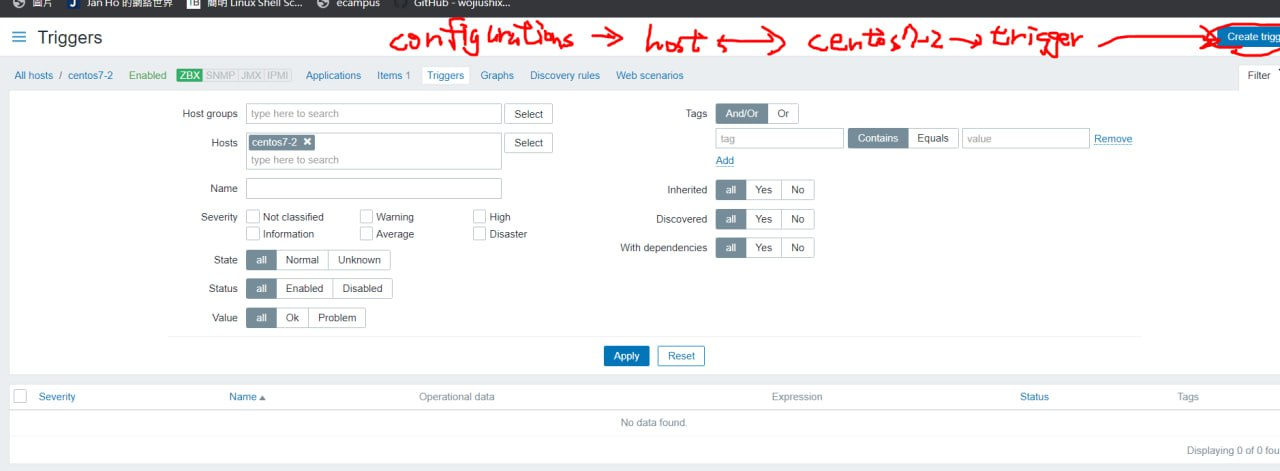 圖片 Jan Ho 的網絡世界 簡明 Linux Shell Sc... ecampus GitHub - wojiushix...
Triggers configurations → hosts → centos7-2 → trigger → Create trigg
All hosts / centos7-2 Enabled ZBX SNMP JMX IPMI Applications Items 1 Triggers Graphs Discovery rules Web scenarios Filter
Host groups type here to search Select Tags And/Or Or
Hosts centos7-2 Select tag Contains Equals value Remove
type here to search Add
Name Inherited all Yes No
Severity Not classified Warning High Discovered all Yes No
Information Average Disaster With dependencies all Yes No
State all Normal Unknown
Status all Enabled Disabled
Value all Ok Problem
Apply Reset
Severity Name Operational data Expression Status Tags
No data found.
Displaying 0 of 0 fou